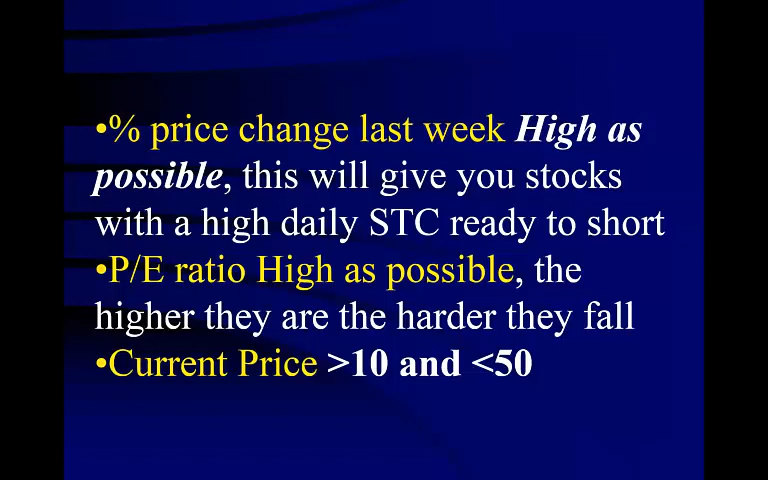 •% price change last week High as
possible, this will give you stocks
with a high daily STC ready to short
•P/E ratio High as possible, the
higher they are the harder they fall
•Current Price >10 and <50